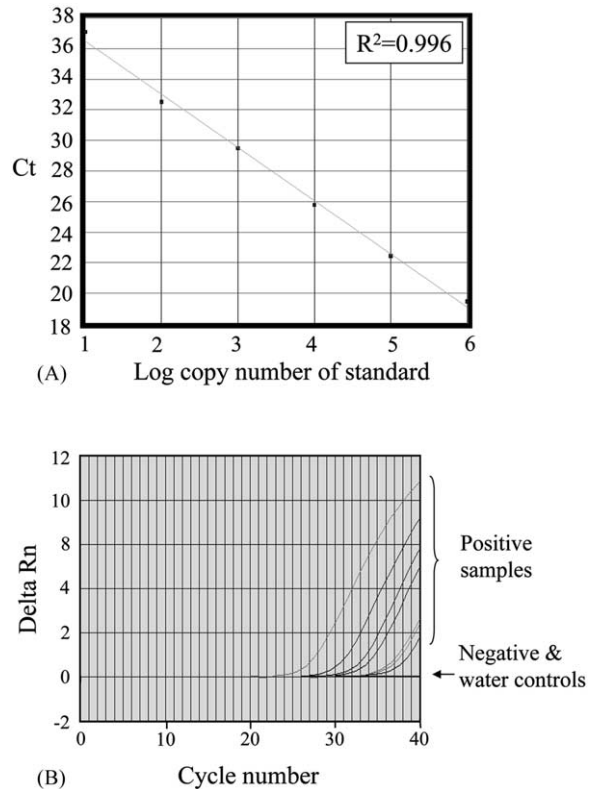 38
36
34
32
30
28
26
24
22
20
18
Ct
R²=0.996
1 2 3 4 5 6
(A) Log copy number of standard
12
10
8
4
2
0
-2
Delta Rn
Positive
samples
Negative &
water controls
0 10 20 30 40
(B) Cycle number